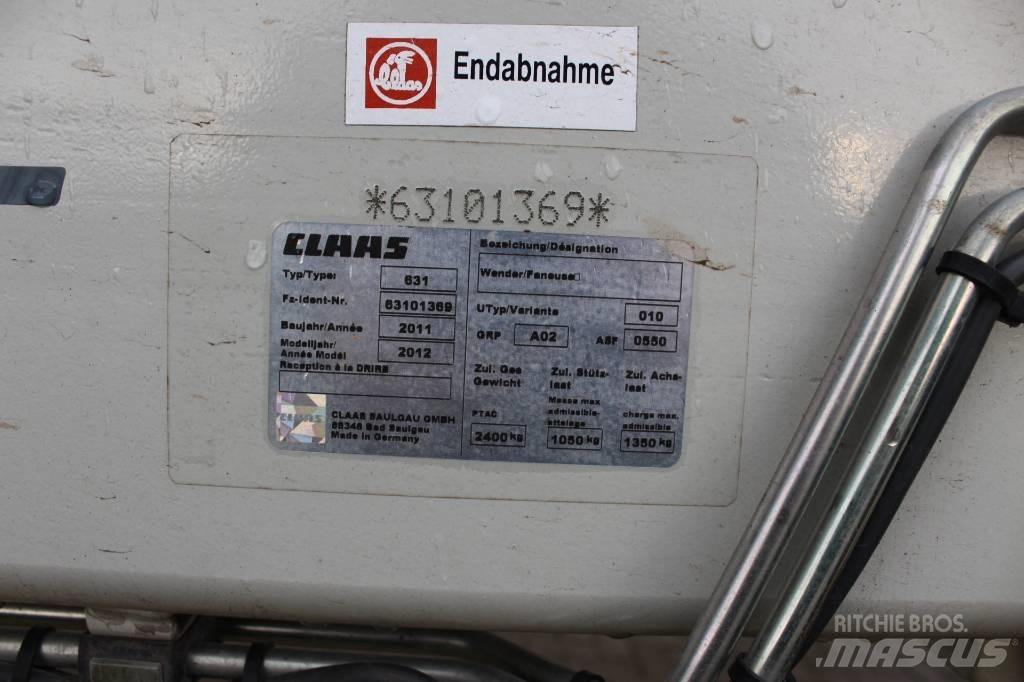 Endabnahme
*63101369*
CLAAS
Typ/Type: 631
Fz-Ident-Nr. 63101369
Baujahr/Année 2011
Modelljahr/
Année Modèl 2012
Réception à la DRIRE
CLAAS SAULGAU GMBH
88348 Bad Saulgau
Made in Germany
Bezeichung/Désignation
Wender/Faneuse
UTyp/Variante 010
GRP A02 ASF 0550
Zul. Ges Gewicht
PTAC
2400 kg
Zul. Stütz-
last
Masse max
admissible-
attelage
1050 kg
Zul. Achs-
last
charge max.
admissible
1350 kg
RITCHIE BROS.
MASCUS